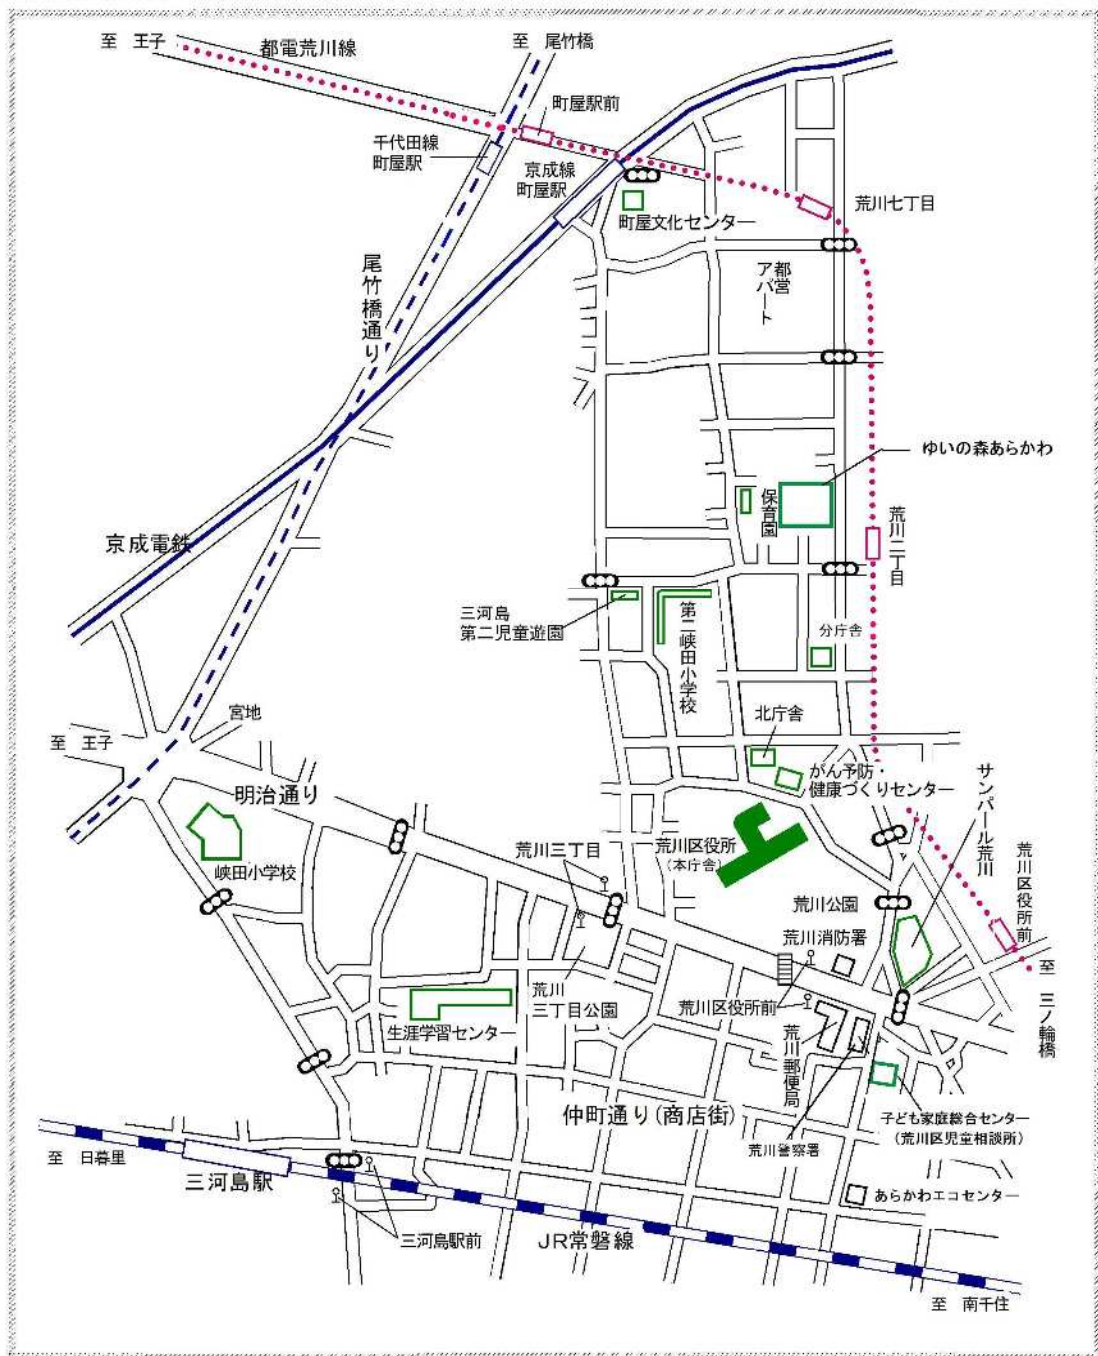 至 王子
都電荒川線
至 尾竹橋
町屋駅前
千代田線
町屋駅
京成線
町屋駅
町屋文化センター
荒川七丁目
都営
アパート
尾竹橋通り
ゆいの森あらかわ
保育園
荒川二丁目
京成電鉄
三河島
第二児童遊園
第二峡田小学校
分庁舎
宮地
至 王子
北庁舎
がん予防・
健康づくりセンター
サンパール荒川
明治通り
峡田小学校
荒川三丁目
荒川区役所
(本庁舎)
荒川公園
荒川区役所前
荒川消防署
至 三ノ輪橋
荒川
三丁目公園
荒川区役所前
生涯学習センター
荒川郵便局
仲町通り(商店街)
子ども家庭総合センター
(荒川区児童相談所)
荒川警察署
至 日暮里
三河島駅
あらかわエコセンター
三河島駅前
JR常磐線
至 南千住